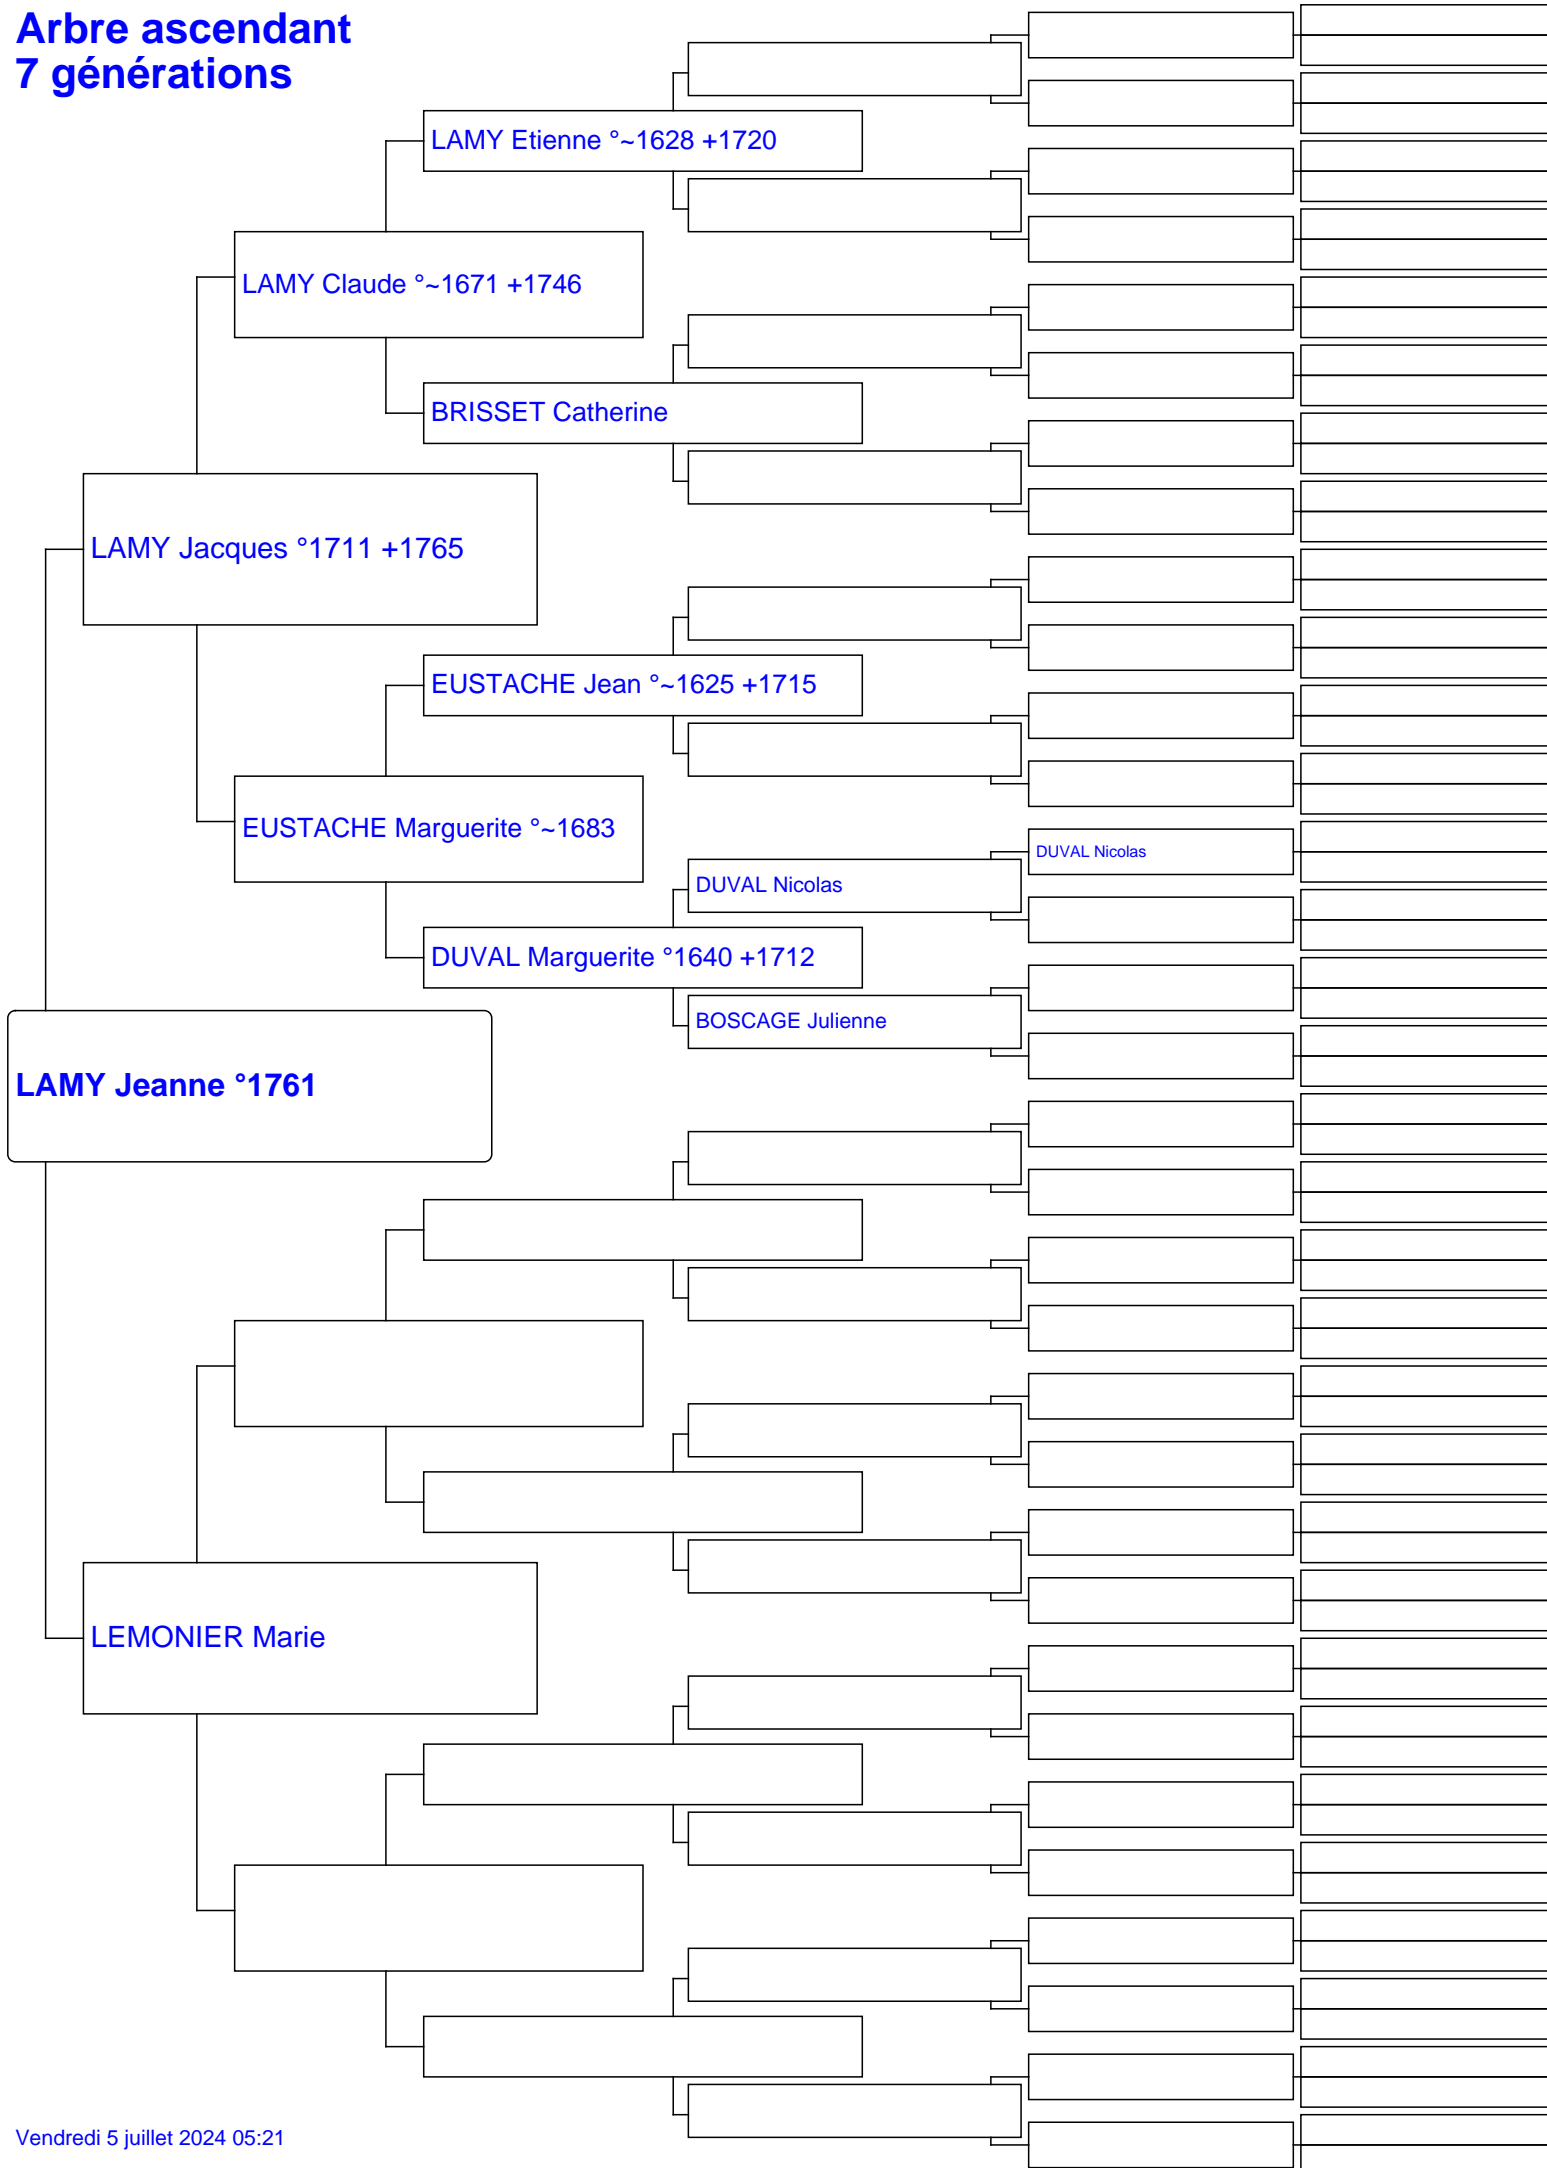 Arbre ascendant
7 générations
LAMY Etienne °~1628 +1720
LAMY Claude °~1671 +1746
BRISSET Catherine
LAMY Jacques °1711 +1765
EUSTACHE Jean °~1625 +1715
EUSTACHE Marguerite °~1683
DUVAL Nicolas
DUVAL Nicolas
DUVAL Marguerite °1640 +1712
BOSCAGE Julienne
LAMY Jeanne °1761
LEMONIER Marie
Vendredi 5 juillet 2024 05:21